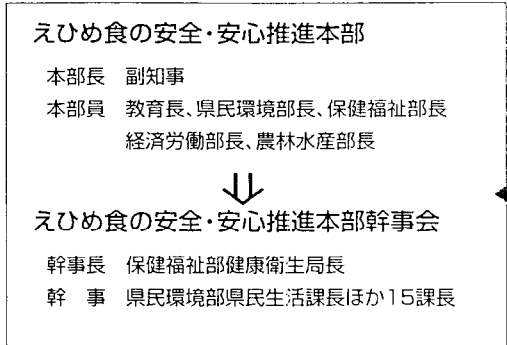 えひめ食の安全・安心推進本部
本部長 副知事
本部員 教育長、県民環境部長、保健福祉部長
経済労働部長、農林水産部長
⇓
えひめ食の安全・安心推進本部幹事会
幹事長 保健福祉部健康衛生局長
幹　事 県民環境部県民生活課長ほか15課長